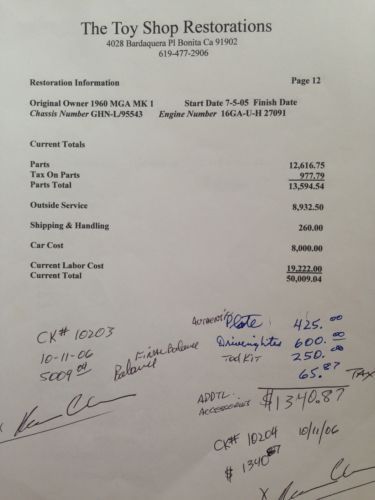 The Toy Shop Restorations
4028 Bardaquera Pl Bonita Ca 91902
619-477-2906
Restoration Information Page 12
Original Owner 1960 MGA MK 1 Start Date 7-5-05 Finish Date
Chassis Number GHN-L/95543 Engine Number 16GA-U-H 27091
Current Totals
Parts 12,616.75
Tax On Parts 977.79
Parts Total 13,594.54
Outside Service 8,932.50
Shipping & Handling 260.00
Car Cost 8,000.00
Current Labor Cost 19,222.00
Current Total 50,009.04
Plate 425.00
CK# 10203 600.00
10-11-06 Final Balance Tool Kit 250.00
5009 04 Balance 65.87 TAX
ADDTL. ACCESSORIES $1340.87
CK# 10204 10/11/06
$ 1340 87
X
X